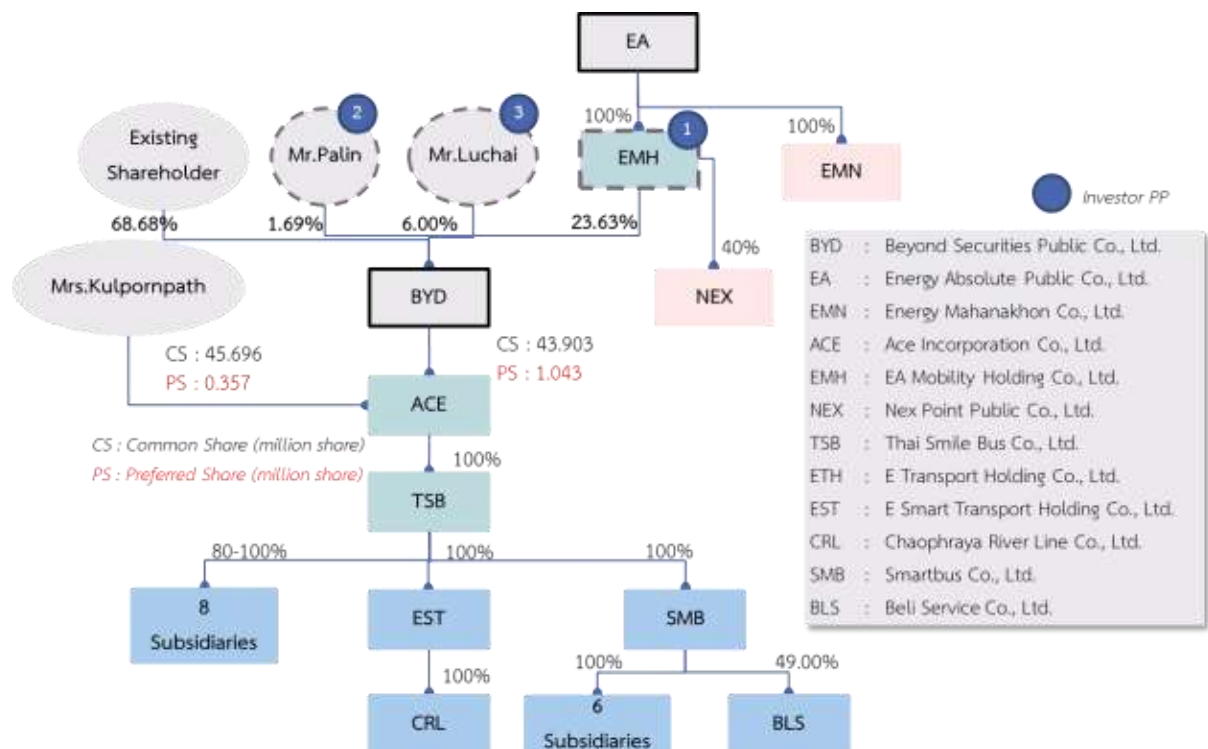 EA
2
3
100%
1
100%
Existing
Shareholder
Mr.Palin
Mr.Luchai
EMH
EMN
Investor PP
68.68%
1.69%
6.00%
23.63%
40%
Mrs.Kulpornpath
BYD
NEX
CS : 45.696
PS : 0.357
CS : 43.903
PS : 1.043
ACE
CS : Common Share (million share)
PS : Preferred Share (million share)
100%
TSB
80-100%
100%
100%
8
Subsidiaries
EST
SMB
100%
100%
49.00%
CRL
6
Subsidiaries
BLS
BYD : Beyond Securities Public Co., Ltd.
EA : Energy Absolute Public Co., Ltd.
EMN : Energy Mahanakhon Co., Ltd.
ACE : Ace Incorporation Co., Ltd.
EMH : EA Mobility Holding Co., Ltd.
NEX : Nex Point Public Co., Ltd.
TSB : Thai Smile Bus Co., Ltd.
ETH : E Transport Holding Co., Ltd.
EST : E Smart Transport Holding Co., Ltd.
CRL : Chaophraya River Line Co., Ltd.
SMB : Smartbus Co., Ltd.
BLS : Beli Service Co., Ltd.